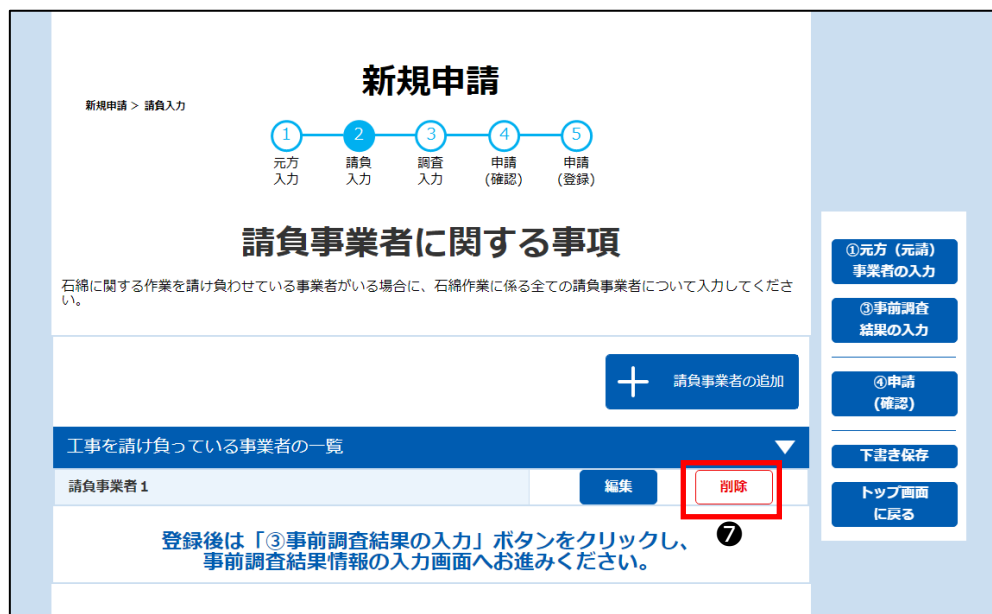 新規申請
新規申請 > 請負入力
1
2
3
4
5
元方
入力
請負
入力
調査
入力
申請
(確認)
申請
(登録)
請負事業者に関する事項
石綿に関する作業を請け負わせている事業者がいる場合に、石綿作業に係る全ての請負事業者について入力してくださ
い。
請負事業者の追加
工事を請け負っている事業者の一覧
請負事業者1
編集
削除
❼
登録後は「③事前調査結果の入力」ボタンをクリックし、
事前調査結果情報の入力画面へお進みください。
①元方（元請）
事業者の入力
③事前調査
結果の入力
④申請
(確認)
下書き保存
トップ画面
に戻る